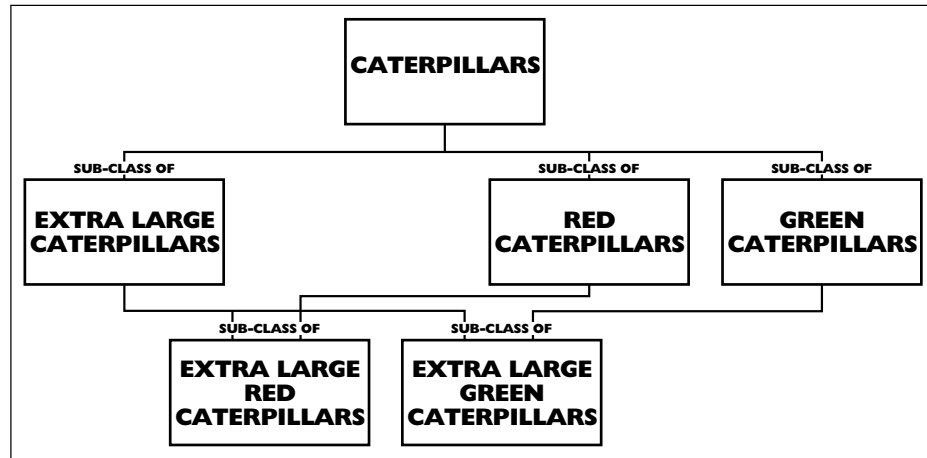 CATERPILLARS
SUB-CLASS OF
SUB-CLASS OF
SUB-CLASS OF
EXTRA LARGE
CATERPILLARS
RED
CATERPILLARS
GREEN
CATERPILLARS
SUB-CLASS OF
SUB-CLASS OF
EXTRA LARGE
RED
CATERPILLARS
EXTRA LARGE
GREEN
CATERPILLARS